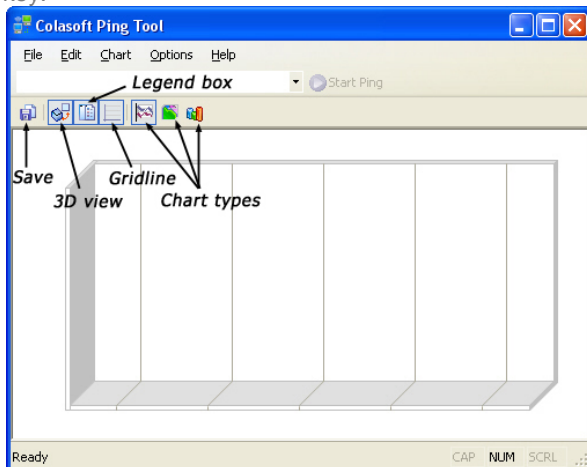 key.
Colasoft Ping Tool
File Edit Chart Options Help
Legend box
Start Ping
Save
Gridline
3D view
Chart types
Ready
CAP NUM SCRL